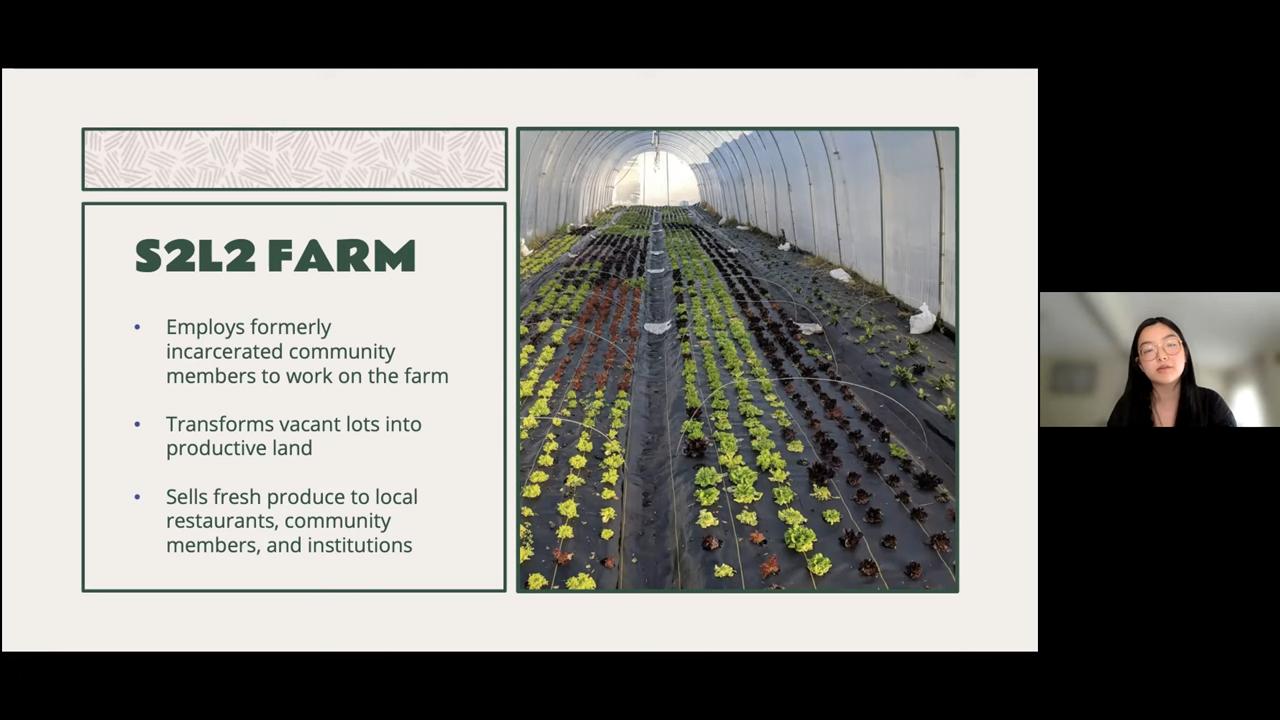 S2L2 FARM
• Employs formerly
incarcerated community
members to work on the farm
• Transforms vacant lots into
productive land
• Sells fresh produce to local
restaurants, community
members, and institutions